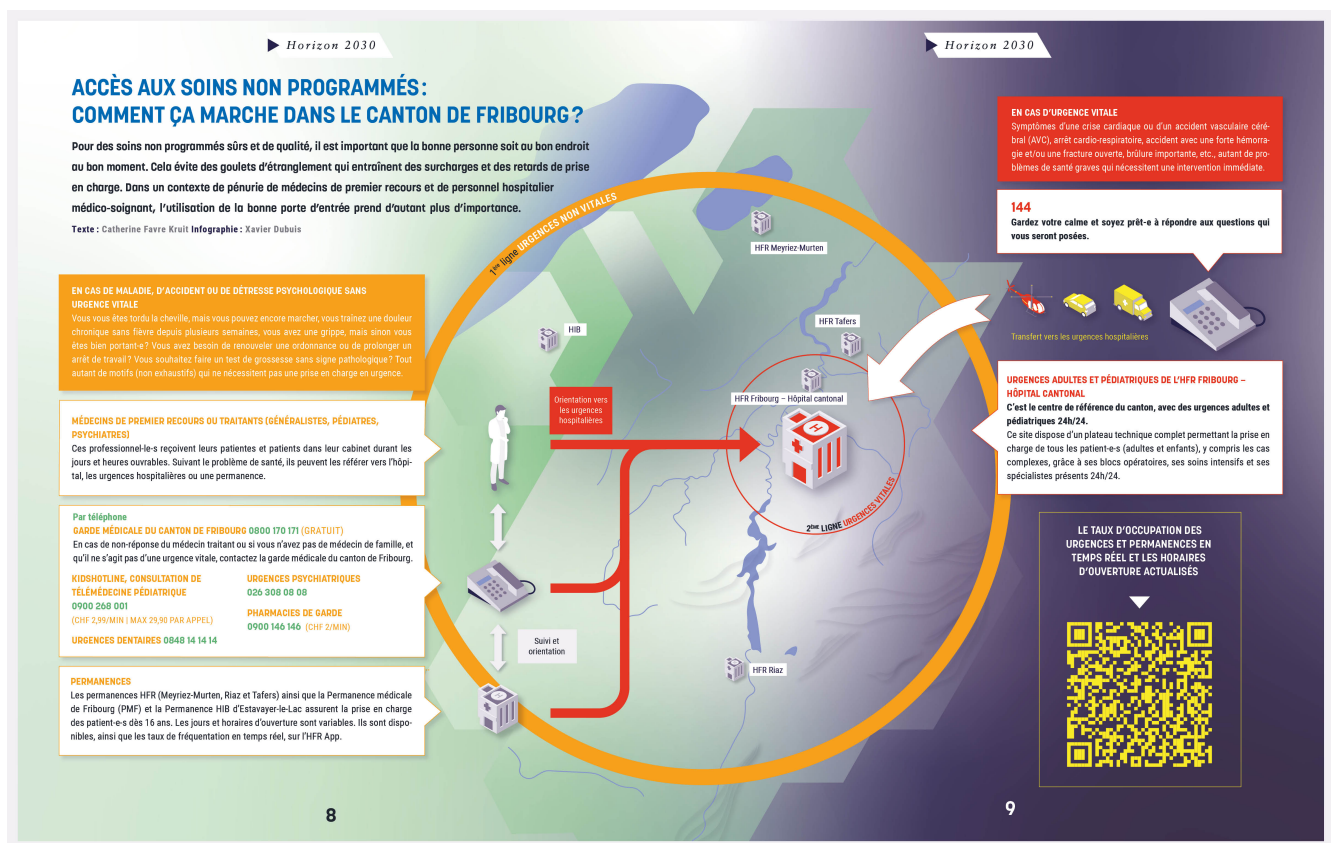 Horizon 2030
ACCÈS AUX SOINS NON PROGRAMMÉS :
COMMENT ÇA MARCHE DANS LE CANTON DE FRIBOURG ?
Pour des soins non programmés sûrs et de qualité, il est important que la bonne personne soit au bon endroit
au bon moment. Cela évite des goulets d’étranglement qui entraînent des surcharges et des retards de prise
en charge. Dans un contexte de pénurie de médecins de premier recours et de personnel hospitalier
médico-soignant, l’utilisation de la bonne porte d’entrée prend d’autant plus d’importance.
Texte : Catherine Favre Kruit Infographie : Xavier Dubuis
EN CAS DE MALADIE, D’ACCIDENT OU DE DÉTRESSE PSYCHOLOGIQUE SANS
URGENCE VITALE
Vous vous êtes tordu la cheville, mais vous pouvez encore marcher, vous traînez une douleur
chronique sans fièvre depuis plusieurs semaines, vous avez une grippe, mais sinon vous
êtes bien portant·e ? Vous avez besoin de renouveler une ordonnance ou de prolonger un
arrêt de travail ? Vous souhaitez faire un test de grossesse sans signe pathologique ? Tout
autant de motifs (non exhaustifs) qui ne nécessitent pas une prise en charge en urgence.
MÉDECINS DE PREMIER RECOURS OU TRAITANTS (GÉNÉRALISTES, PÉDIATRES,
PSYCHIATRES)
Ces professionnel·le·s reçoivent leurs patientes et patients dans leur cabinet durant les
jours et heures ouvrables. Suivant le problème de santé, ils peuvent les référer vers l’hôpi-
tal, les urgences hospitalières ou une permanence.
Par téléphone
GARDE MÉDICALE DU CANTON DE FRIBOURG 0800 170 171 (GRATUIT)
En cas de non-réponse du médecin traitant ou si vous n’avez pas de médecin de famille, et
qu’il ne s’agit pas d’une urgence vitale, contactez la garde médicale du canton de Fribourg.
KIDSHOTLINE, CONSULTATION DE
TÉLÉMÉDECINE PÉDIATRIQUE
0900 268 001
(CHF 2,99/MIN | MAX 29,90 PAR APPEL)
URGENCES DENTAIRES 0848 14 14 14
URGENCES PSYCHIATRIQUES
026 308 08 08
PHARMACIES DE GARDE
0900 146 146 (CHF 2/MIN)
PERMANENCES
Les permanences HFR (Meyriez-Murten, Riaz et Tafers) ainsi que la Permanence médicale
de Fribourg (PMF) et la Permanence HIB d’Estavayer-le-Lac assurent la prise en charge
des patient·e·s dès 16 ans. Les jours et horaires d’ouverture sont variables. Ils sont dispo-
nibles, ainsi que les taux de fréquentation en temps réel, sur l’HFR App.
8
1ère ligne URGENCES NON VITALES
HFR Meyriez-Murten
HIB
HFR Tafers
Orientation vers
les urgences
hospitalières
HFR Fribourg – Hôpital cantonal
2ème LIGNE URGENCES VITALES
Suivi et
orientation
HFR Riaz
Horizon 2030
EN CAS D’URGENCE VITALE
Symptômes d’une crise cardiaque ou d’un accident vasculaire céré-
bral (AVC), arrêt cardio-respiratoire, accident avec une forte hémorra-
gie et/ou une fracture ouverte, brûlure importante, etc., autant de pro-
blèmes de santé graves qui nécessitent une intervention immédiate.
144
Gardez votre calme et soyez prêt·e à répondre aux questions qui
vous seront posées.
Transfert vers les urgences hospitalières
URGENCES ADULTES ET PÉDIATRIQUES DE L’HFR FRIBOURG –
HÔPITAL CANTONAL
C’est le centre de référence du canton, avec des urgences adultes et
pédiatriques 24h/24.
Ce site dispose d’un plateau technique complet permettant la prise en
charge de tous les patient·e·s (adultes et enfants), y compris les cas
complexes, grâce à ses blocs opératoires, ses soins intensifs et ses
spécialistes présents 24h/24.
LE TAUX D’OCCUPATION DES
URGENCES ET PERMANENCES EN
TEMPS RÉEL ET LES HORAIRES
D’OUVERTURE ACTUALISÉS
9